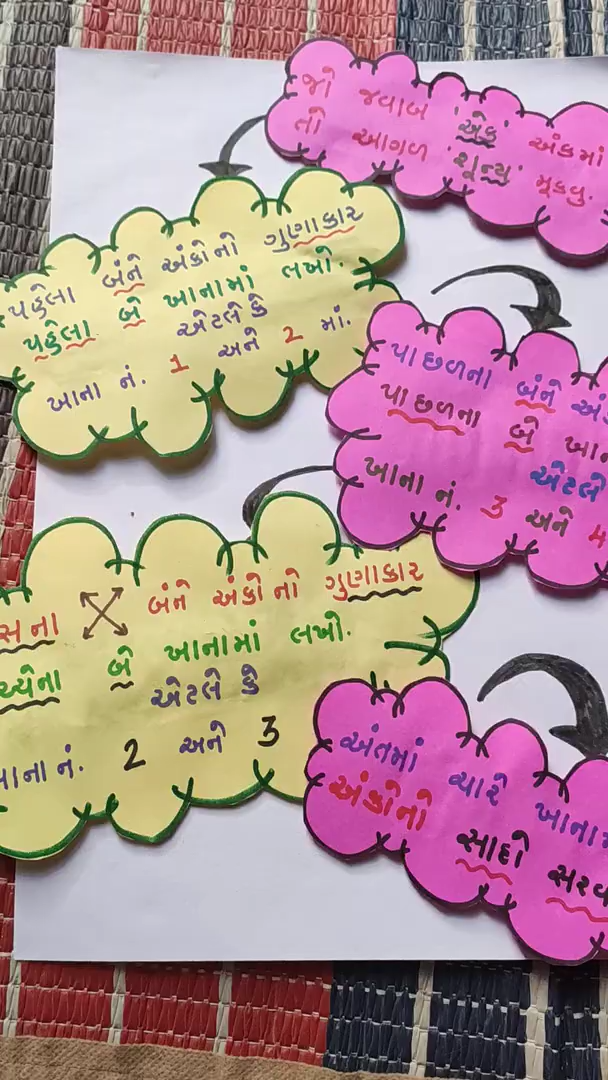 જો જવાબ 'એક' અંકમાં
તો આગળ 'શૂન્ય' મૂકવુ.
પહેલા બંને અંકોનો ગુણાકાર
પહેલા બે ખાનામાં લખો.
એટલે કે
ખાના નં. 1 અને 2 માં.
પાછળના બંને
પાછળના બે
એટલે
ખાના નં. 3 અને 4
બંને અંકોનો ગુણાકાર
બે ખાનામાં લખો.
એટલે કે
નં. 2 અને 3
અંતમાં ચારે
અંકોનો સાદો